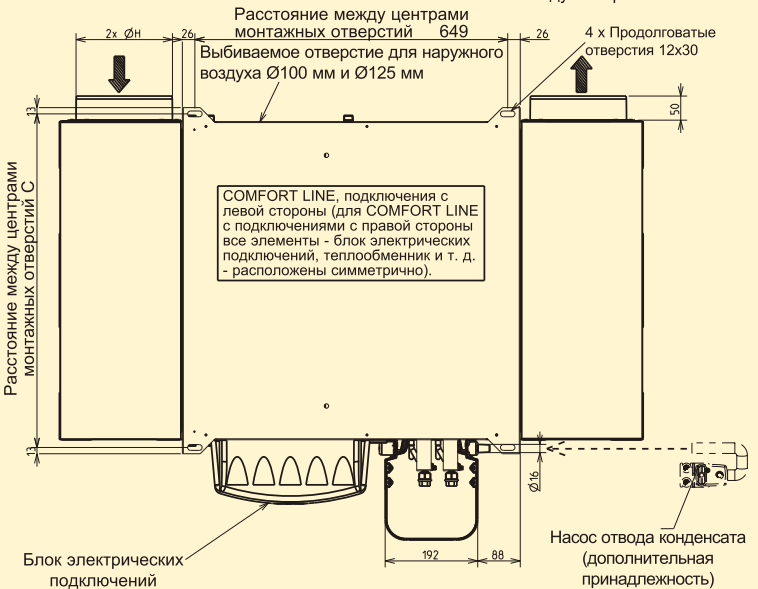 Расстояние между центрами
монтажных отверстий 649
2x ØH
26
26
4 x Продолговатые
отверстия 12x30
Выбиваемое отверстие для наружного
воздуха Ø100 мм и Ø125 мм
13
50
Расстояние между центрами
монтажных отверстий C
COMFORT LINE, подключения с
левой стороны (для COMFORT LINE
с подключениями с правой стороны
все элементы - блок электрических
подключений, теплообменник и т. д.
- расположены симметрично).
13
Ø16
192
88
Блок электрических
подключений
Насос отвода конденсата
(дополнительная
принадлежность)